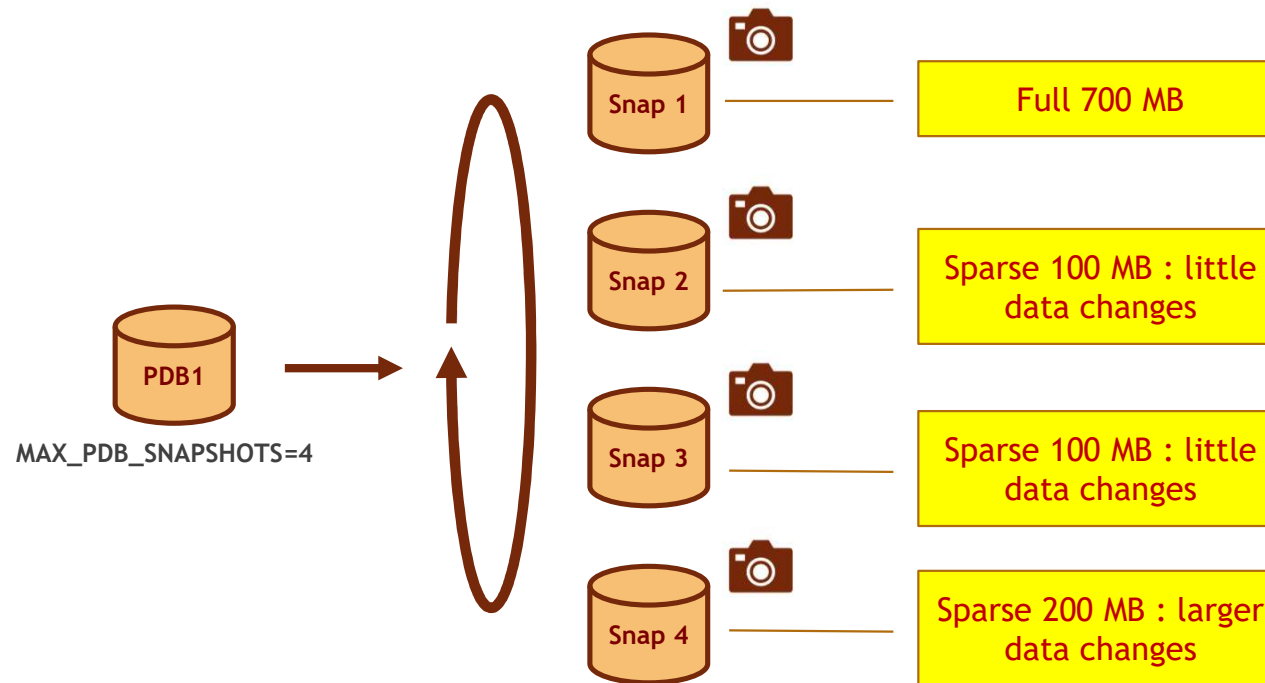 Snap 1
Full 700 MB
Snap 2
Sparse 100 MB : little
data changes
PDB1
MAX_PDB_SNAPSHOTS=4
Snap 3
Sparse 100 MB : little
data changes
Snap 4
Sparse 200 MB : larger
data changes